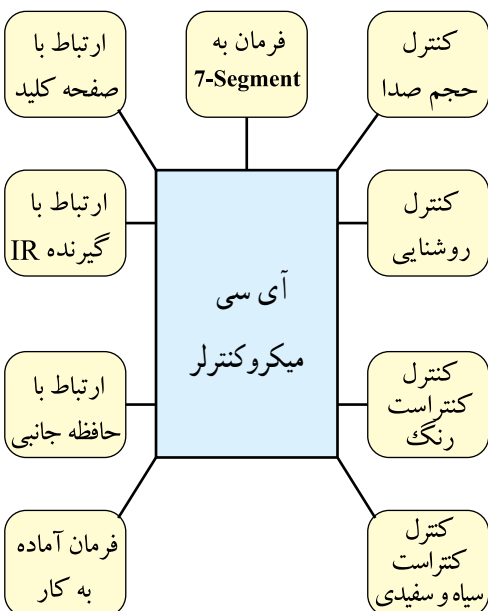 ارتباط با
صفحه کلید
فرمان به
7-Segment
کنترل
حجم صدا
ارتباط با
گیرنده IR
کنترل
روشنایی
آی سی
میکروکنترلر
ارتباط با
حافظه جانبی
کنترل
کنتراست
رنگ
فرمان آماده
به کار
کنترل
کنتراست
سیاه و سفیدی